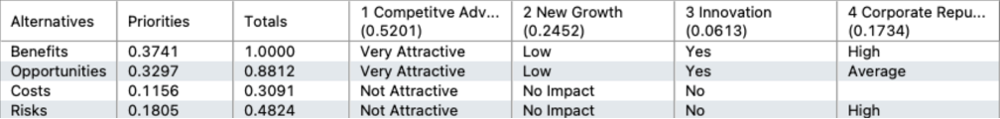 Alternatives Priorities Totals 1 Competitve Adv... (0.5201) 2 New Growth (0.2452) 3 Innovation (0.0613) 4 Corporate Repu... (0.1734)
Benefits 0.3741 1.0000 Very Attractive Low Yes High
Opportunities 0.3297 0.8812 Very Attractive Low Yes Average
Costs 0.1156 0.3091 Not Attractive No Impact No
Risks 0.1805 0.4824 Not Attractive No Impact No High